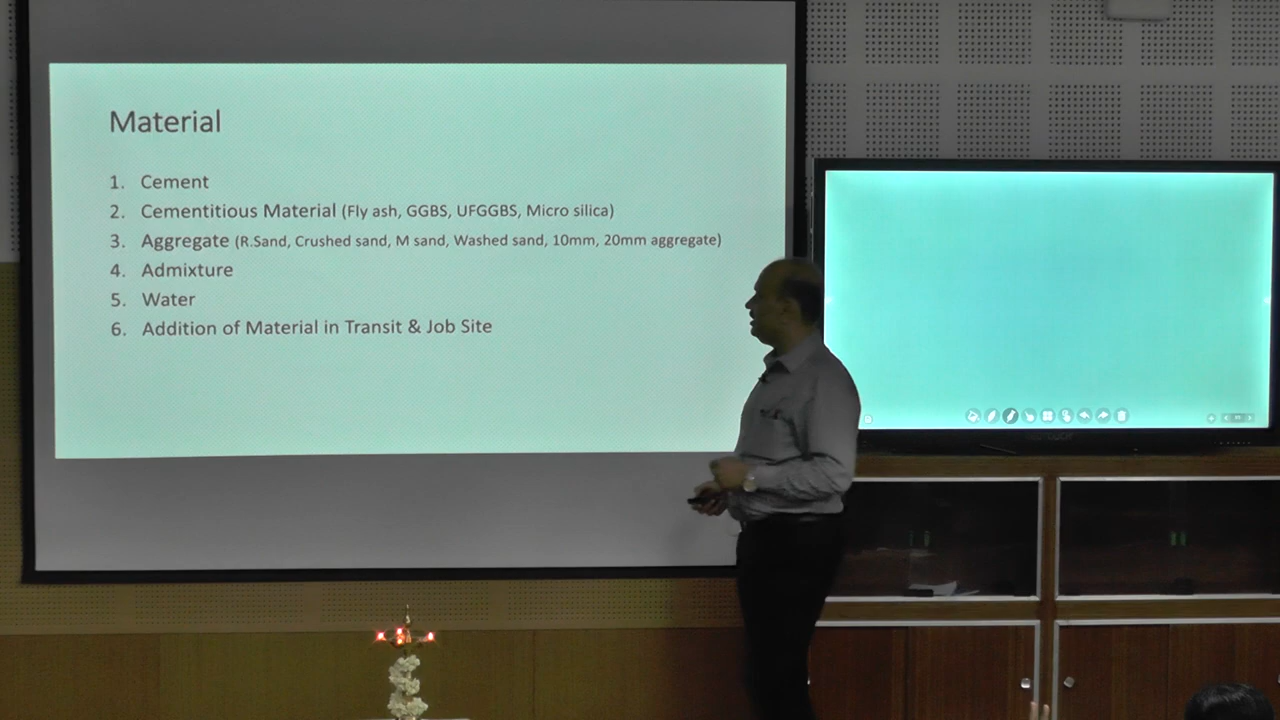 Material
1. Cement
2. Cementitious Material (Fly ash, GGBS, UFGGBS, Micro silica)
3. Aggregate (R.Sand, Crushed sand, M sand, Washed sand, 10mm, 20mm aggregate)
4. Admixture
5. Water
6. Addition of Material in Transit & Job Site